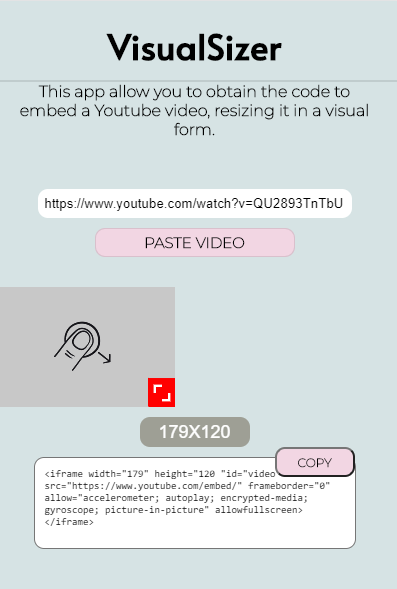 VisualSizer
This app allow you to obtain the code to
embed a Youtube video, resizing it in a visual
form.
https://www.youtube.com/watch?v=QU2893TnTbU
PASTE VIDEO
179X120
COPY
<iframe width="179" height="120 "id="video
src="https://www.youtube.com/embed/" frameborder="0"
allow="accelerometer; autoplay; encrypted-media;
gyroscope; picture-in-picture" allowfullscreen>
</iframe>